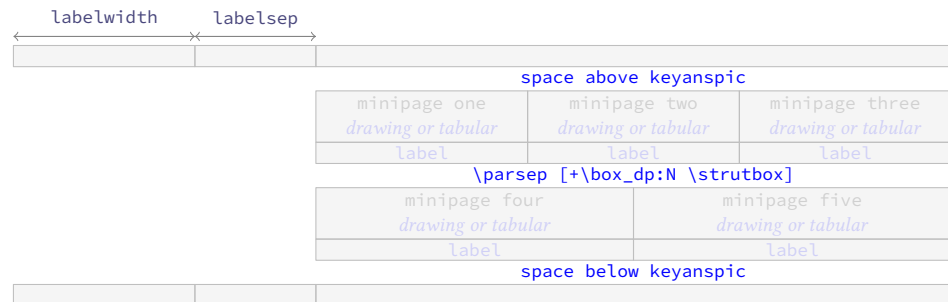 labelwidth labelsep
space above keyanspic
minipage one minipage two minipage three
drawing or tabular drawing or tabular drawing or tabular
label label label
\parsep [+\box_dp:N \strutbox]
minipage four minipage five
drawing or tabular drawing or tabular
label label
space below keyanspic